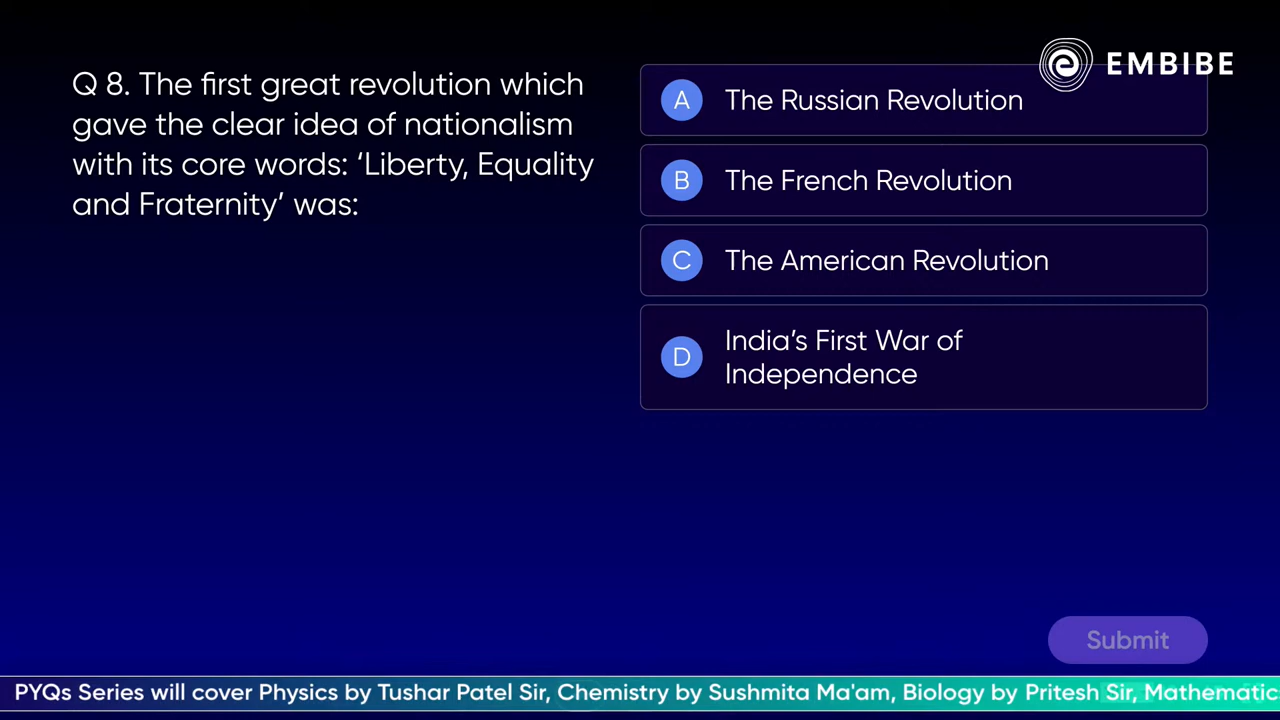 EMBIBE
Q 8. The first great revolution which
gave the clear idea of nationalism
with its core words: ‘Liberty, Equality
and Fraternity’ was:
A The Russian Revolution
B The French Revolution
C The American Revolution
D India’s First War of
Independence
Submit
PYQs Series will cover Physics by Tushar Patel Sir, Chemistry by Sushmita Ma'am, Biology by Pritesh Sir, Mathematic